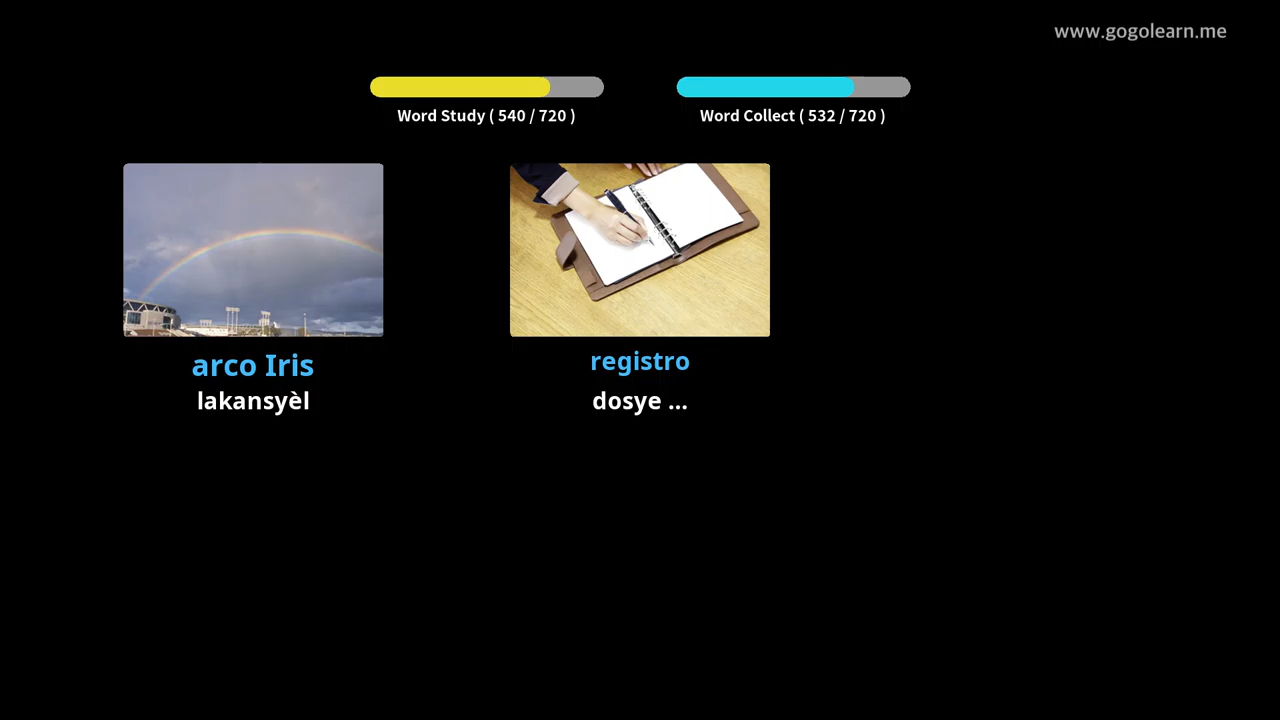 www.gogolearn.me
Word Study ( 540 / 720 )
Word Collect ( 532 / 720 )
arco Iris
lakansyèl
registro
dosye ...